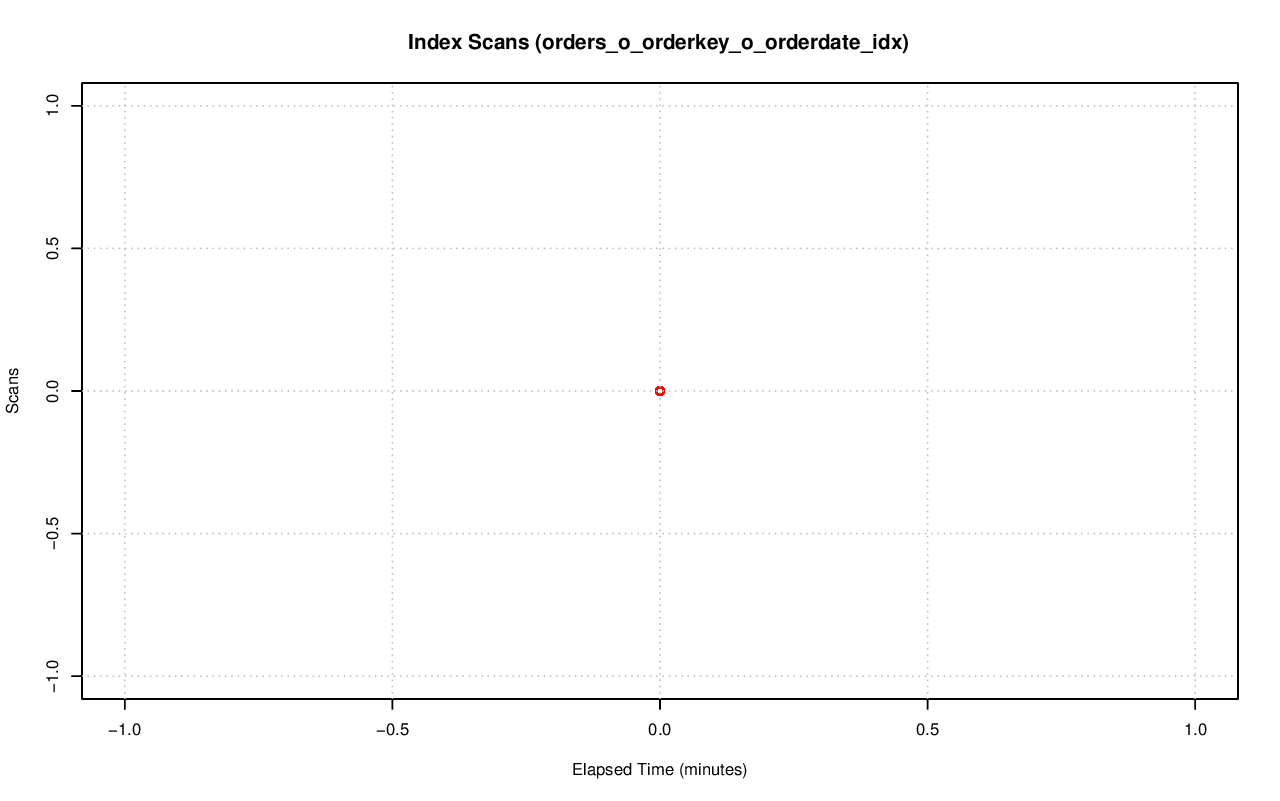 Index Scans (orders_o_orderkey_o_orderdate_idx)
1.0
0.5
0.0
−0.5
−1.0
Scans
−1.0 −0.5 0.0 0.5 1.0
Elapsed Time (minutes)